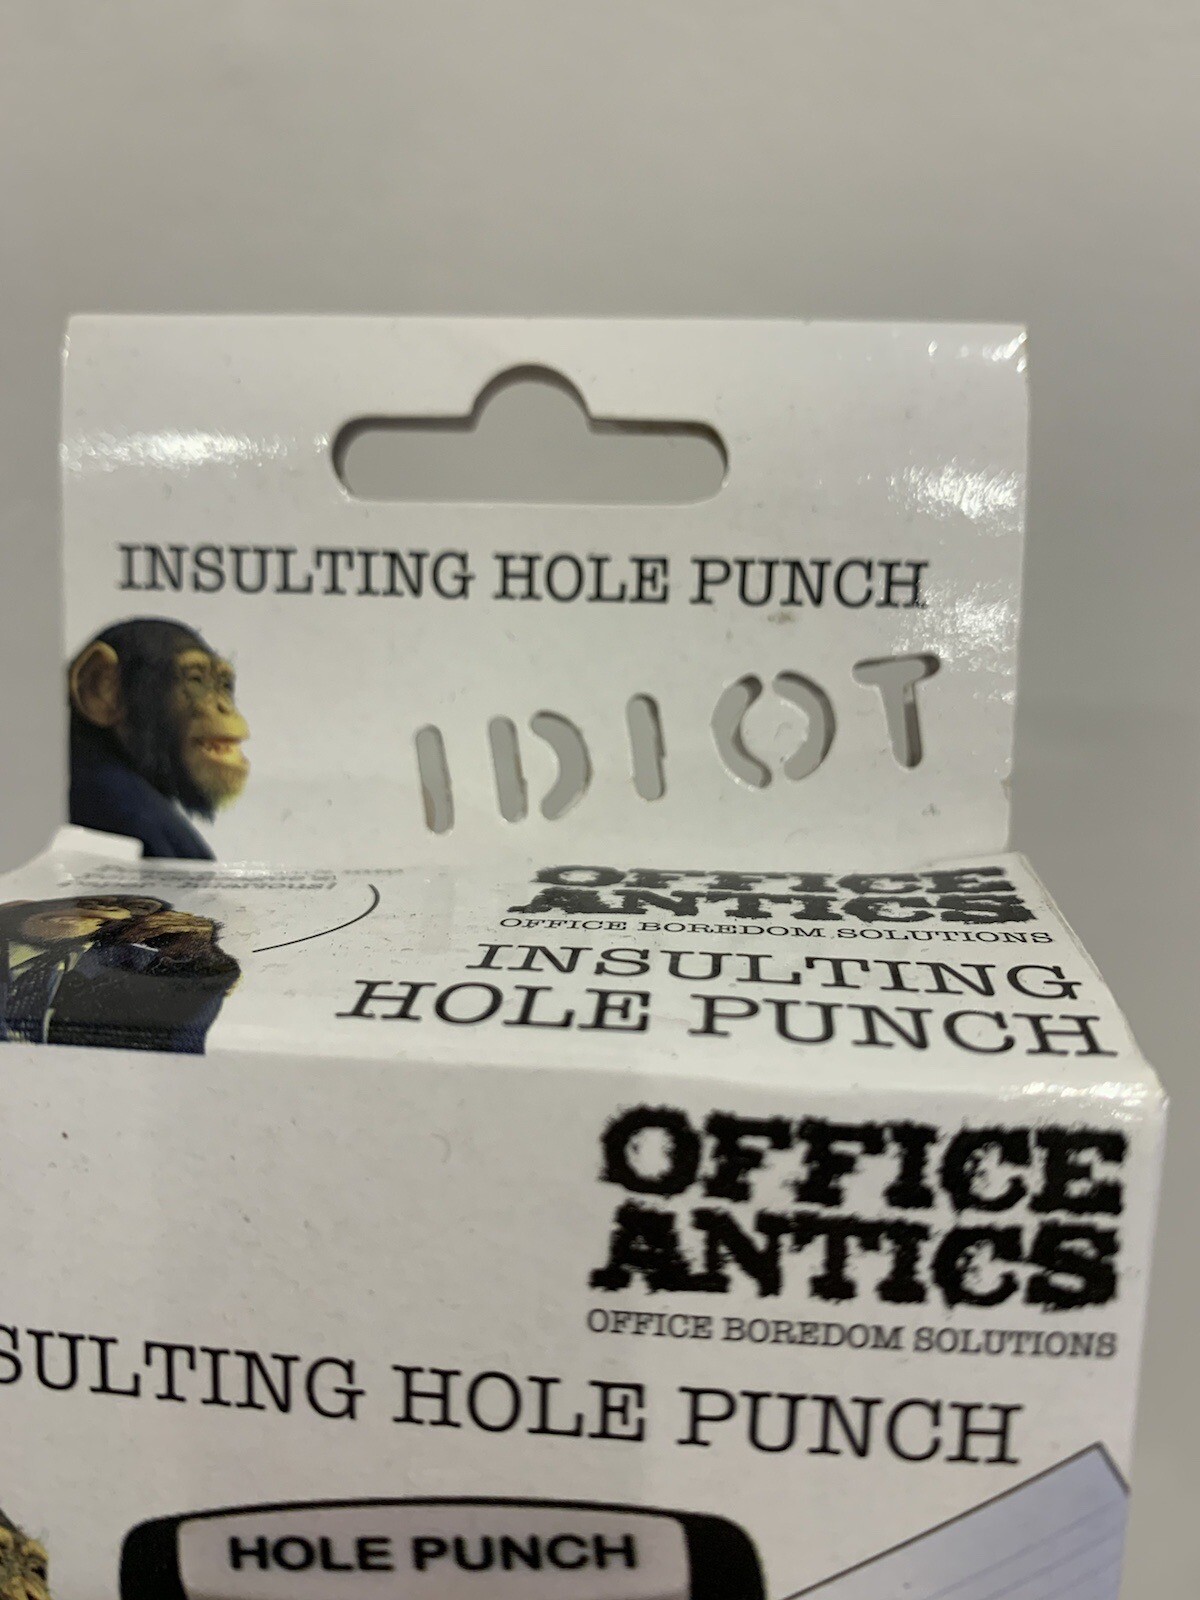 INSULTING HOLE PUNCH
IDIOT
OFFICE
ANTICS
OFFICE BOREDOM SOLUTIONS
INSULTING
HOLE PUNCH
OFFICE
ANTICS
OFFICE BOREDOM SOLUTIONS
SULTING HOLE PUNCH
HOLE PUNCH